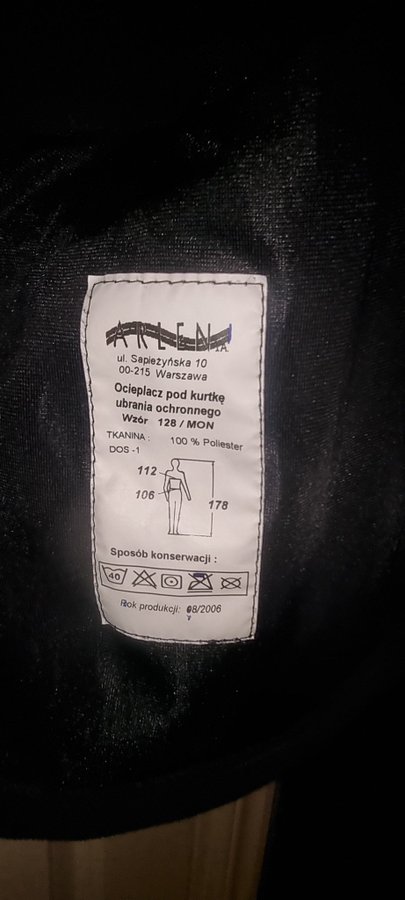 ARLEN
SA
ul. Sapieżyńska 10
00-215 Warszawa
Ocieplacz pod kurtkę
ubrania ochronnego
Wzór 128 / MON
TKANINA : 100 % Poliester
DOS -1
112
106
178
Sposób konserwacji :
40
Rok produkcji: 08/2006